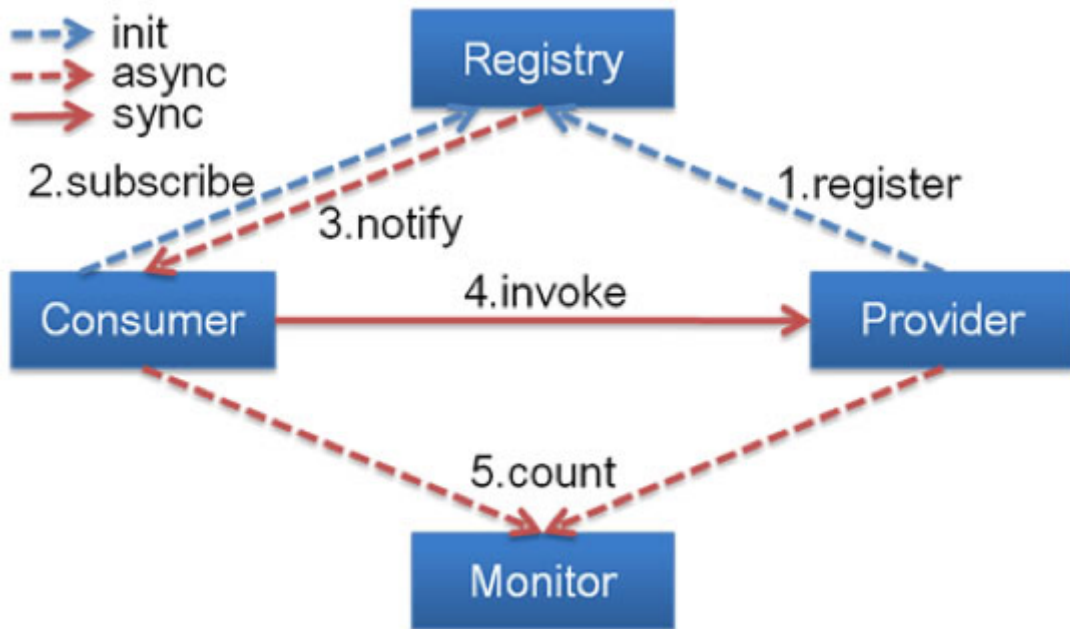 init
async
sync
Registry
2.subscribe
1.register
3.notify
4.invoke
Consumer
Provider
5.count
Monitor